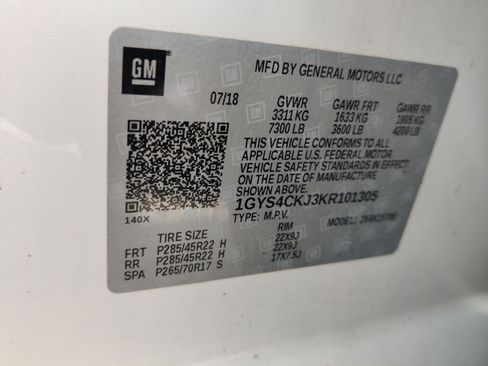 GM
MFD BY GENERAL MOTORS LLC
07/18 GVWR GAWR FRT GAWR RR
3311 KG 1633 KG 1905 KG
7300 LB 3600 LB 4200 LB
THIS VEHICLE CONFORMS TO ALL
APPLICABLE U.S. FEDERAL MOTOR
VEHICLE SAFETY STANDARDS IN EFFECT
ON THE DATE OF MANUFACTURE
SHOWN ABOVE.
1GYS4CKJ3KR101305
140X
TYPE: M.P.V. MODEL:
TIRE SIZE RIM
FRT P285/45R22 H 22X9J
RR P285/45R22 H 22X9J
SPA P265/70R17 S 17X7.5J